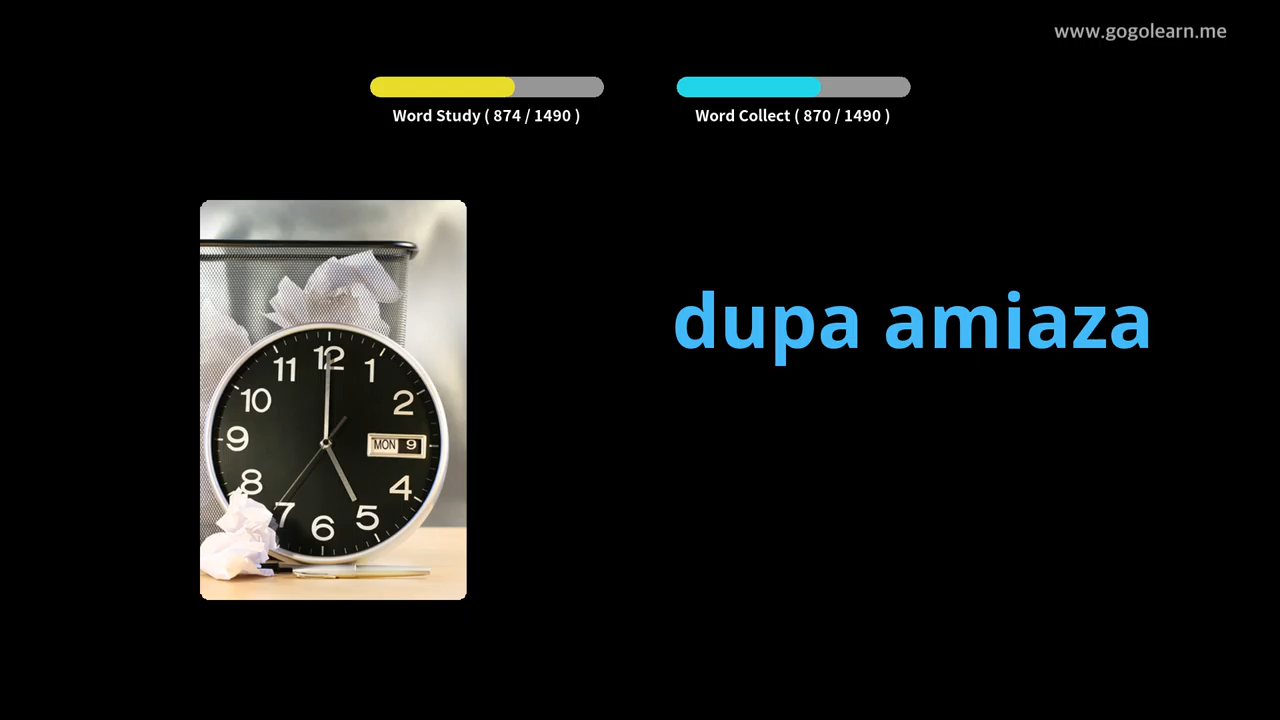 www.gogolearn.me
Word Study ( 874 / 1490 )
Word Collect ( 870 / 1490 )
dupa amiaza
12
11
1
10
2
9
MON 9
8
4
7
5
6